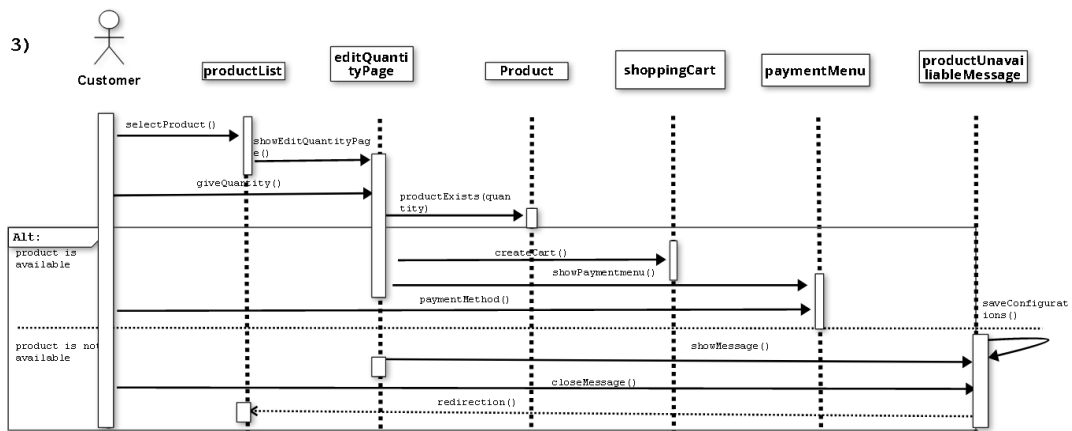 3)
Customer
productList
editQuanti
tyPage
Product
shoppingCart
paymentMenu
productUnavai
liableMessage
selectProduct()
showEditQuantityPag
e()
giveQuantity()
productExists(quan
tity)
Alt:
product is
available
createCart()
showPaymentmenu()
paymentMethod()
saveConfigurat
ions()
product is not
available
showMessage()
closeMessage()
redirection()